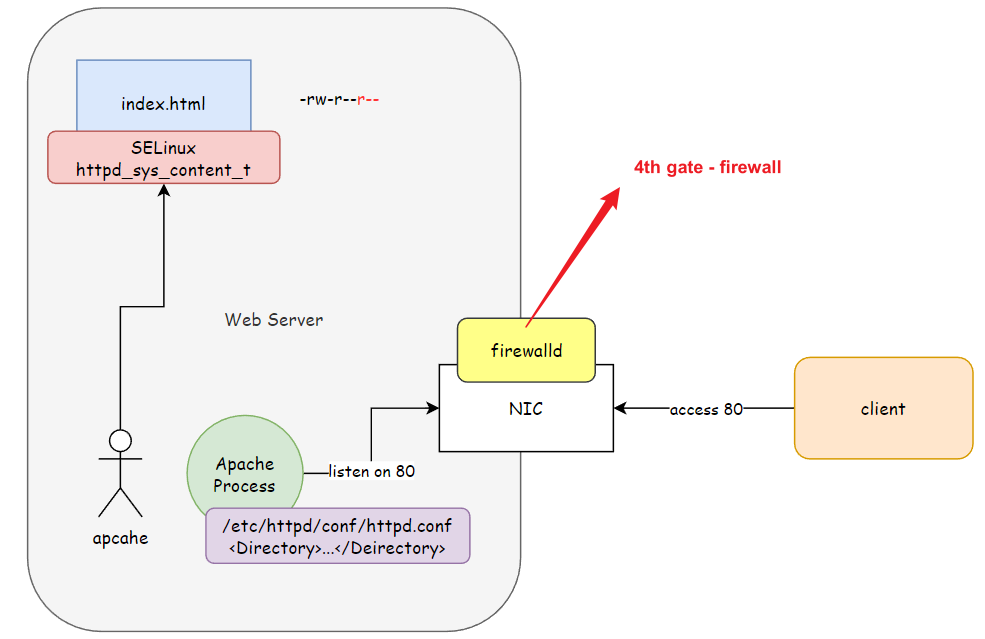 index.html
-rw-r--r--
SELinux
httpd_sys_content_t
4th gate - firewall
Web Server
firewalld
NIC
access 80
client
Apache
Process
listen on 80
/etc/httpd/conf/httpd.conf
<Directory>...</Deirectory>
apcahe